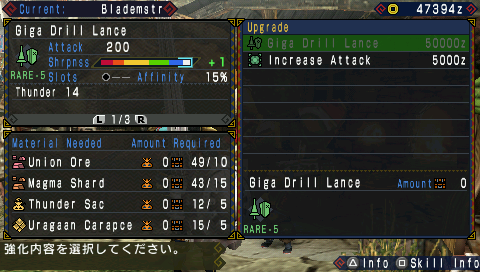 Current: Blademstr
47394z
Giga Drill Lance
Attack 200
Shrpnss +1
RARE-5 Slots ●-- Affinity 15%
Thunder 14
L 1/3 R
Material Needed Amount Required
Union Ore 0 49/10
Magma Shard 0 43/15
Thunder Sac 0 12/ 5
Uragaan Carapce 0 15/ 5
Upgrade
Giga Drill Lance 50000z
Increase Attack 5000z
Giga Drill Lance Amount 0
RARE-5
強化内容を選択してください。
△ Info □ Skill Info